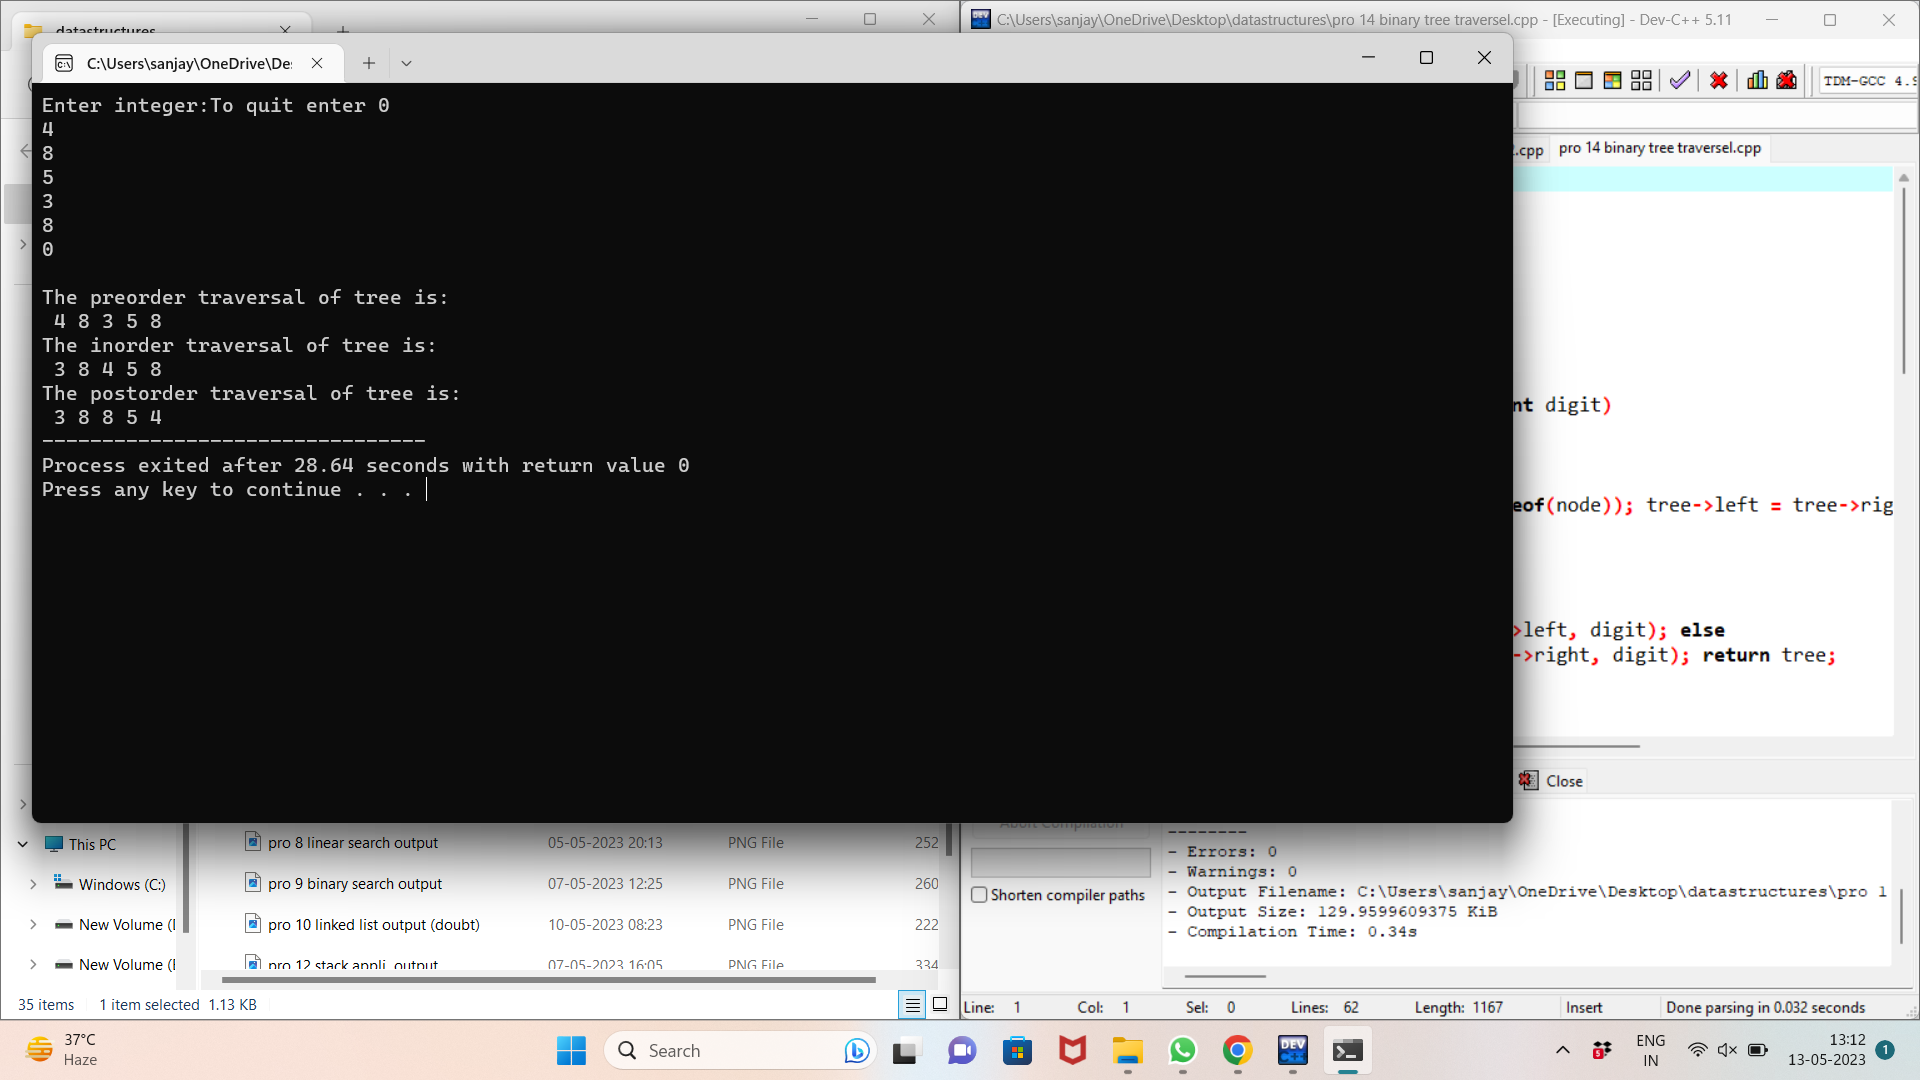 datastructures
C:\Users\sanjay\OneDrive\Desktop\datastructures\pro 14 binary tree traversel.cpp - [Executing] - Dev-C++ 5.11
C:\Users\sanjay\OneDrive\De
TDM-GCC 4.9
.cpp
pro 14 binary tree traversel.cpp
Enter integer:To quit enter 0
4
8
5
3
8
0
The preorder traversal of tree is:
4 8 3 5 8
The inorder traversal of tree is:
3 8 4 5 8
The postorder traversal of tree is:
3 8 8 5 4
--------------------------------
Process exited after 28.64 seconds with return value 0
Press any key to continue . . .
nt digit)
eof(node)); tree->left = tree->rig
>left, digit); else
->right, digit); return tree;
Close
Abort Compilation
Shorten compiler paths
--------
- Errors: 0
- Warnings: 0
- Output Filename: C:\Users\sanjay\OneDrive\Desktop\datastructures\pro 1
- Output Size: 129.9599609375 KiB
- Compilation Time: 0.34s
This PC
Windows (C:)
New Volume (
New Volume (
pro 8 linear search output 05-05-2023 20:13 PNG File 252
pro 9 binary search output 07-05-2023 12:25 PNG File 260
pro 10 linked list output (doubt) 10-05-2023 08:23 PNG File 222
pro 12 stack appli. output 07-05-2023 16:05 PNG File 334
35 items 1 item selected 1.13 KB
Line: 1 Col: 1 Sel: 0 Lines: 62 Length: 1167 Insert Done parsing in 0.032 seconds
37°C
Haze
Search
DEV
C++
5
ENG
IN
13:12
13-05-2023
1